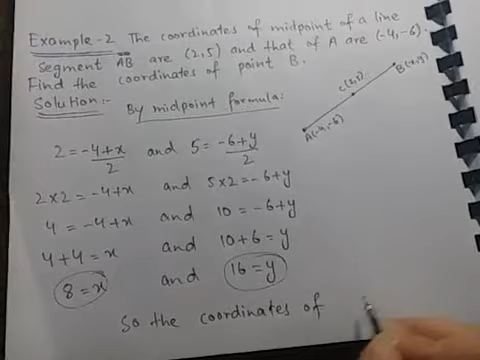 Example-2 The coordinates of midpoint of a line
Segment AB are (2,5) and that of A are (-4,-6).
Find the coordinates of point B.
Solution:- By midpoint formula:
A(-4,-6)
2 = -4+x/2 and 5 = -6+y/2
2×2 = -4+x and 5×2 = -6+y
4 = -4+x and 10 = -6+y
4+4 = x and 10+6 = y
8 = x and 16 = y
So the coordinates of